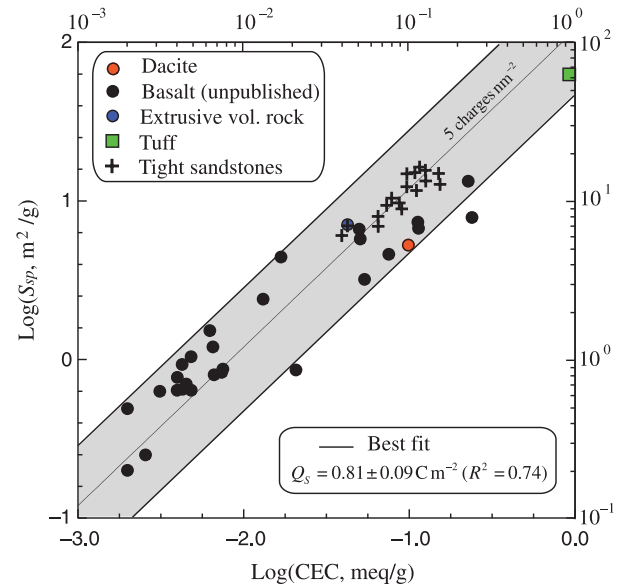 10⁻³ 10⁻² 10⁻¹ 10⁰
2
10²
Dacite
Basalt (unpublished)
Extrusive vol. rock
Tuff
Tight sandstones
5 charges nm⁻²
1
10¹
Log(Sₛₚ, m²/g)
0
10⁰
Best fit
Q_S = 0.81 ± 0.09 C m⁻² (R² = 0.74)
−1
10⁻¹
−3.0 −2.0 −1.0 0.0
Log(CEC, meq/g)